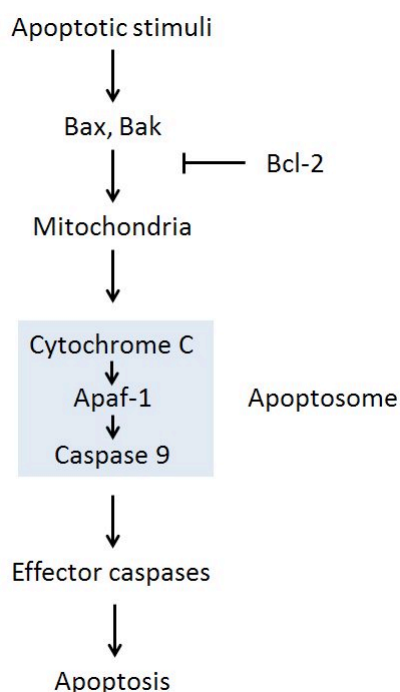 Apoptotic stimuli
Bax, Bak
Bcl-2
Mitochondria
Cytochrome C
Apaf-1
Apoptosome
Caspase 9
Effector caspases
Apoptosis